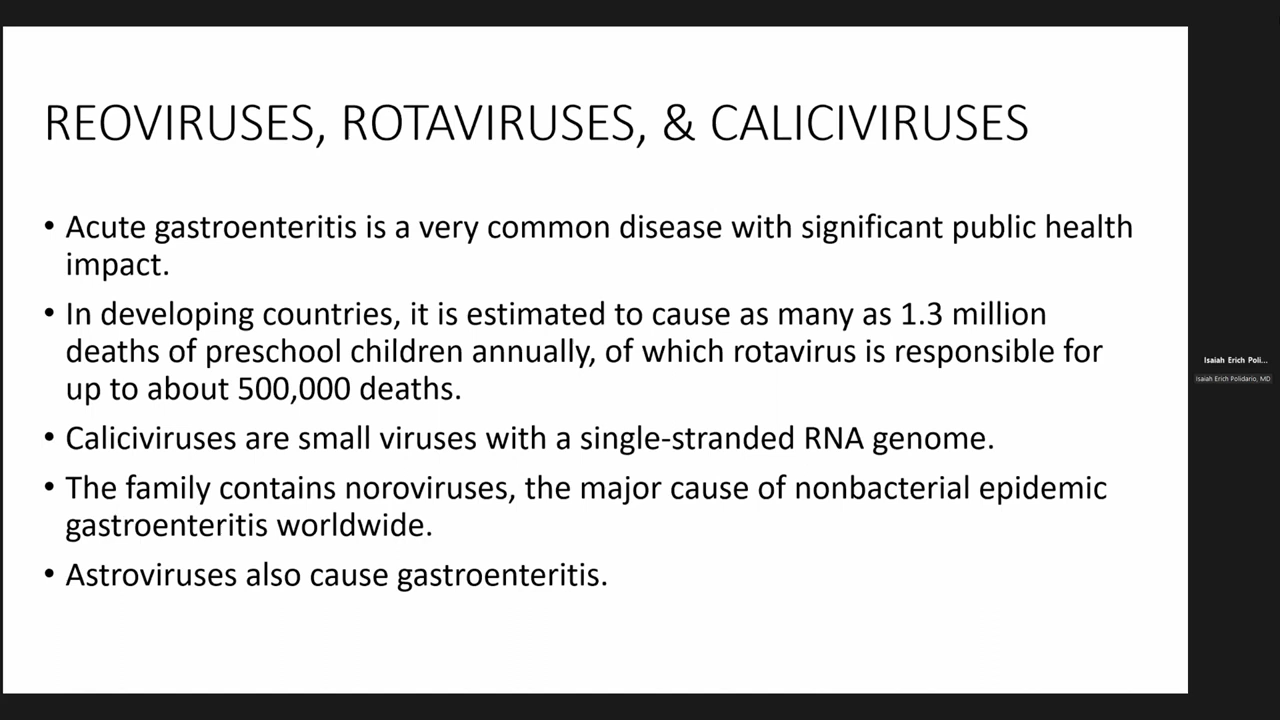 REOVIRUSES, ROTAVIRUSES, & CALICIVIRUSES
• Acute gastroenteritis is a very common disease with significant public health
impact.
• In developing countries, it is estimated to cause as many as 1.3 million
deaths of preschool children annually, of which rotavirus is responsible for
up to about 500,000 deaths.
• Caliciviruses are small viruses with a single-stranded RNA genome.
• The family contains noroviruses, the major cause of nonbacterial epidemic
gastroenteritis worldwide.
• Astroviruses also cause gastroenteritis.
Isaiah Erich Poli...
Isaiah Erich Polidario, MD